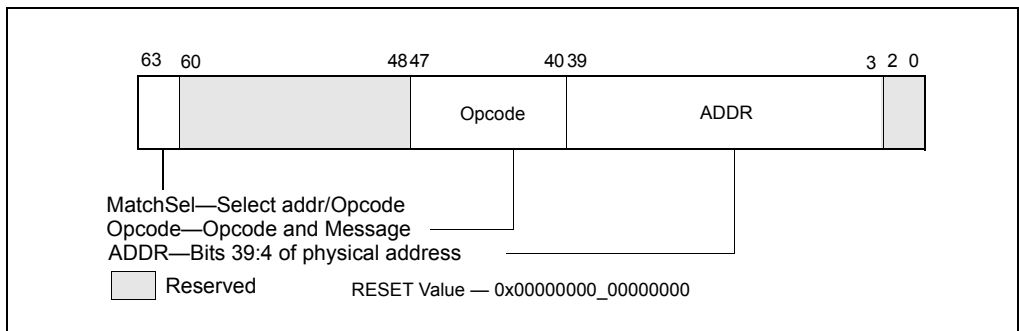 63 60 48 47 40 39 3 2 0
Opcode ADDR
MatchSel—Select addr/Opcode
Opcode—Opcode and Message
ADDR—Bits 39:4 of physical address
Reserved RESET Value — 0x00000000_00000000